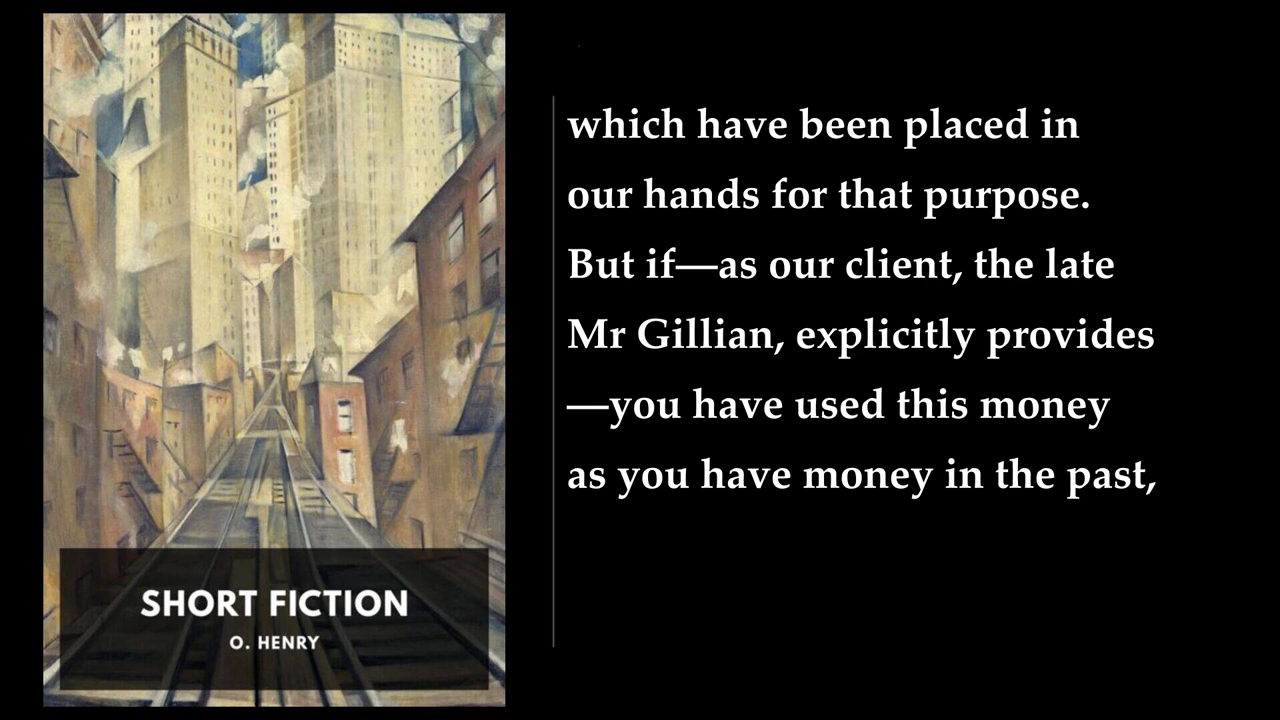 SHORT FICTION
O. HENRY
which have been placed in
our hands for that purpose.
But if—as our client, the late
Mr Gillian, explicitly provides
—you have used this money
as you have money in the past,